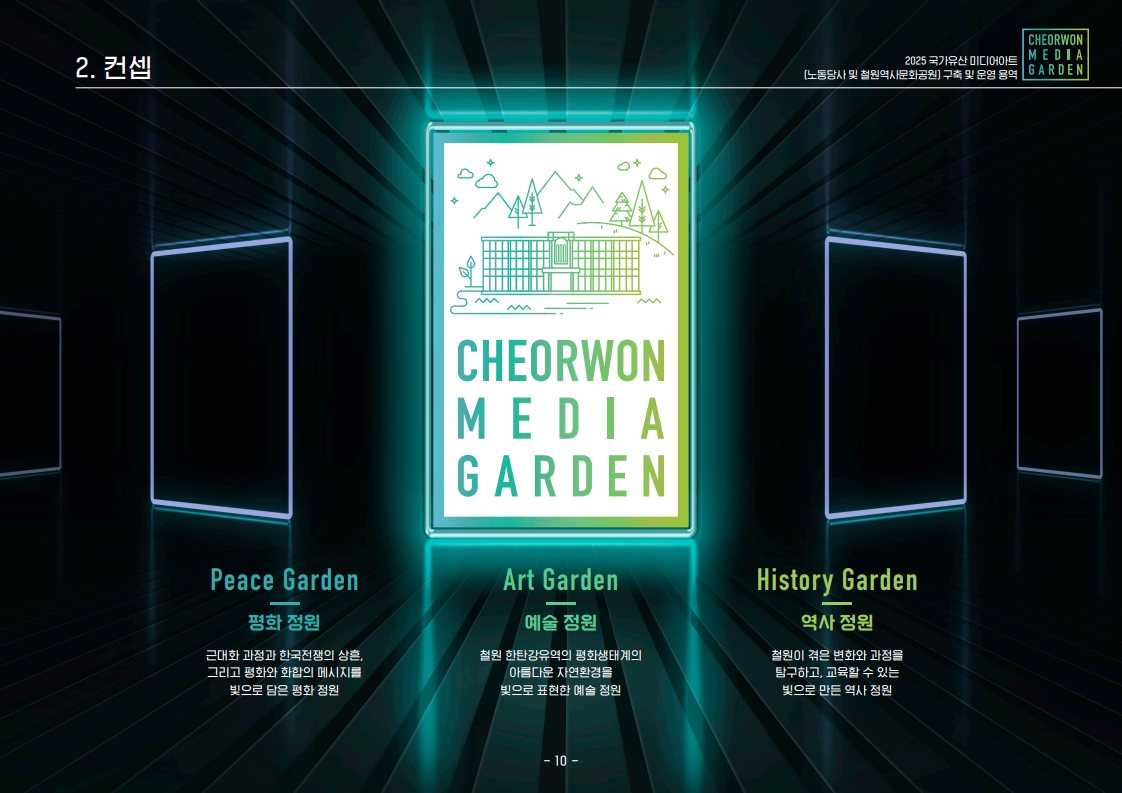 2. 컨셉
2025 국가유산 미디어아트
(노동당사 및 철원역사문화공원) 구축 및 운영 용역
CHEORWON
MEDIA
GARDEN
CHEORWON
MEDIA
GARDEN
Peace Garden
평화 정원
근대화 과정과 한국전쟁의 상흔,
그리고 평화와 화합의 메시지를
빛으로 담은 평화 정원
Art Garden
예술 정원
철원 한탄강유역의 평화생태계의
아름다운 자연환경을
빛으로 표현한 예술 정원
History Garden
역사 정원
철원이 겪은 변화와 과정을
탐구하고, 교육할 수 있는
빛으로 만든 역사 정원
– 10 –